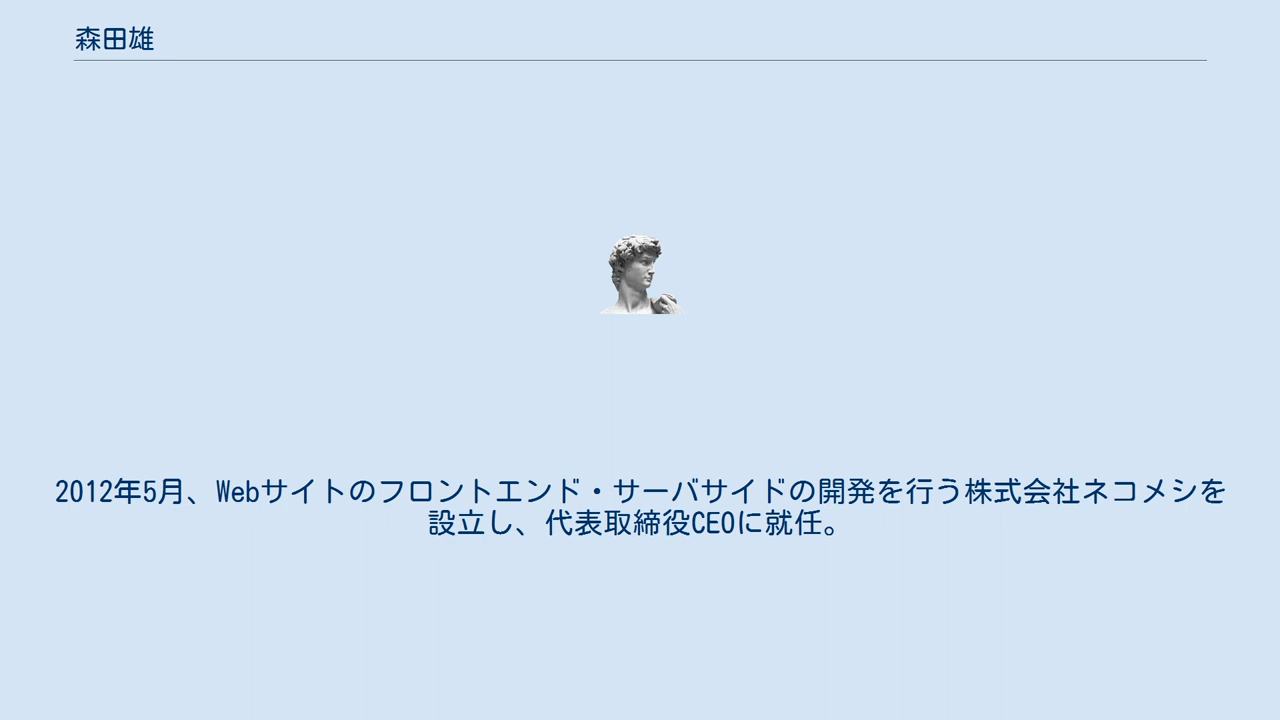 森田雄
2012年5月、Webサイトのフロントエンド・サーバサイドの開発を行う株式会社ネコメシを
設立し、代表取締役CEOに就任。